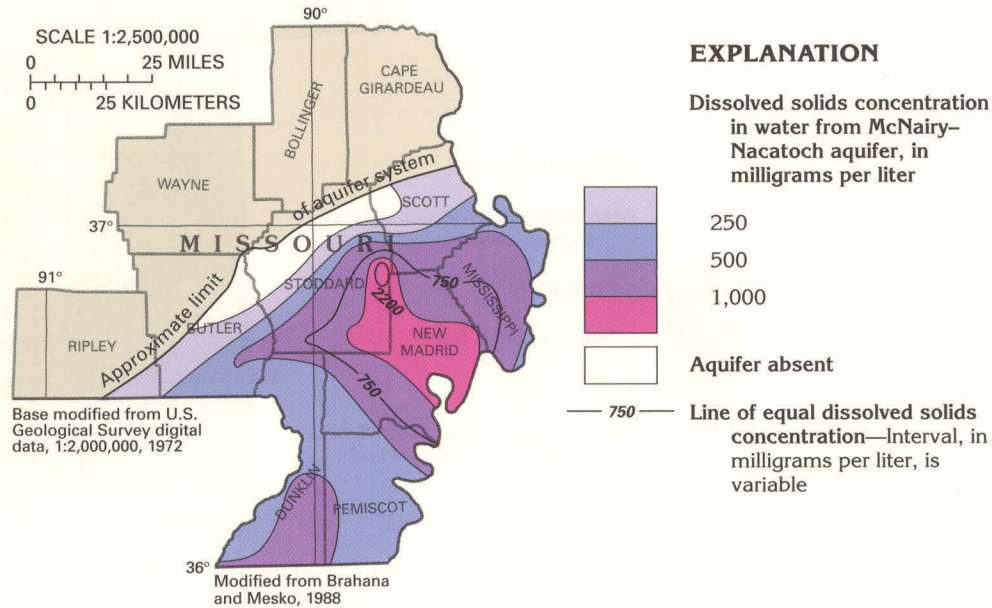 90°
SCALE 1:2,500,000
0 25 MILES
0 25 KILOMETERS
CAPE
GIRARDEAU
BOLLINGER
WAYNE
Approximate limit of aquifer system
SCOTT
37°
MISSOURI
91°
STODDARD
750
MISSISSIPPI
2200
BUTLER
RIPLEY
NEW
MADRID
750
Base modified from U.S.
Geological Survey digital
data, 1:2,000,000, 1972
DUNKLIN
PEMISCOT
36°
Modified from Brahana
and Mesko, 1988
EXPLANATION
Dissolved solids concentration
in water from McNairy–
Nacatoch aquifer, in
milligrams per liter
250
500
1,000
Aquifer absent
750 Line of equal dissolved solids
concentration—Interval, in
milligrams per liter, is
variable